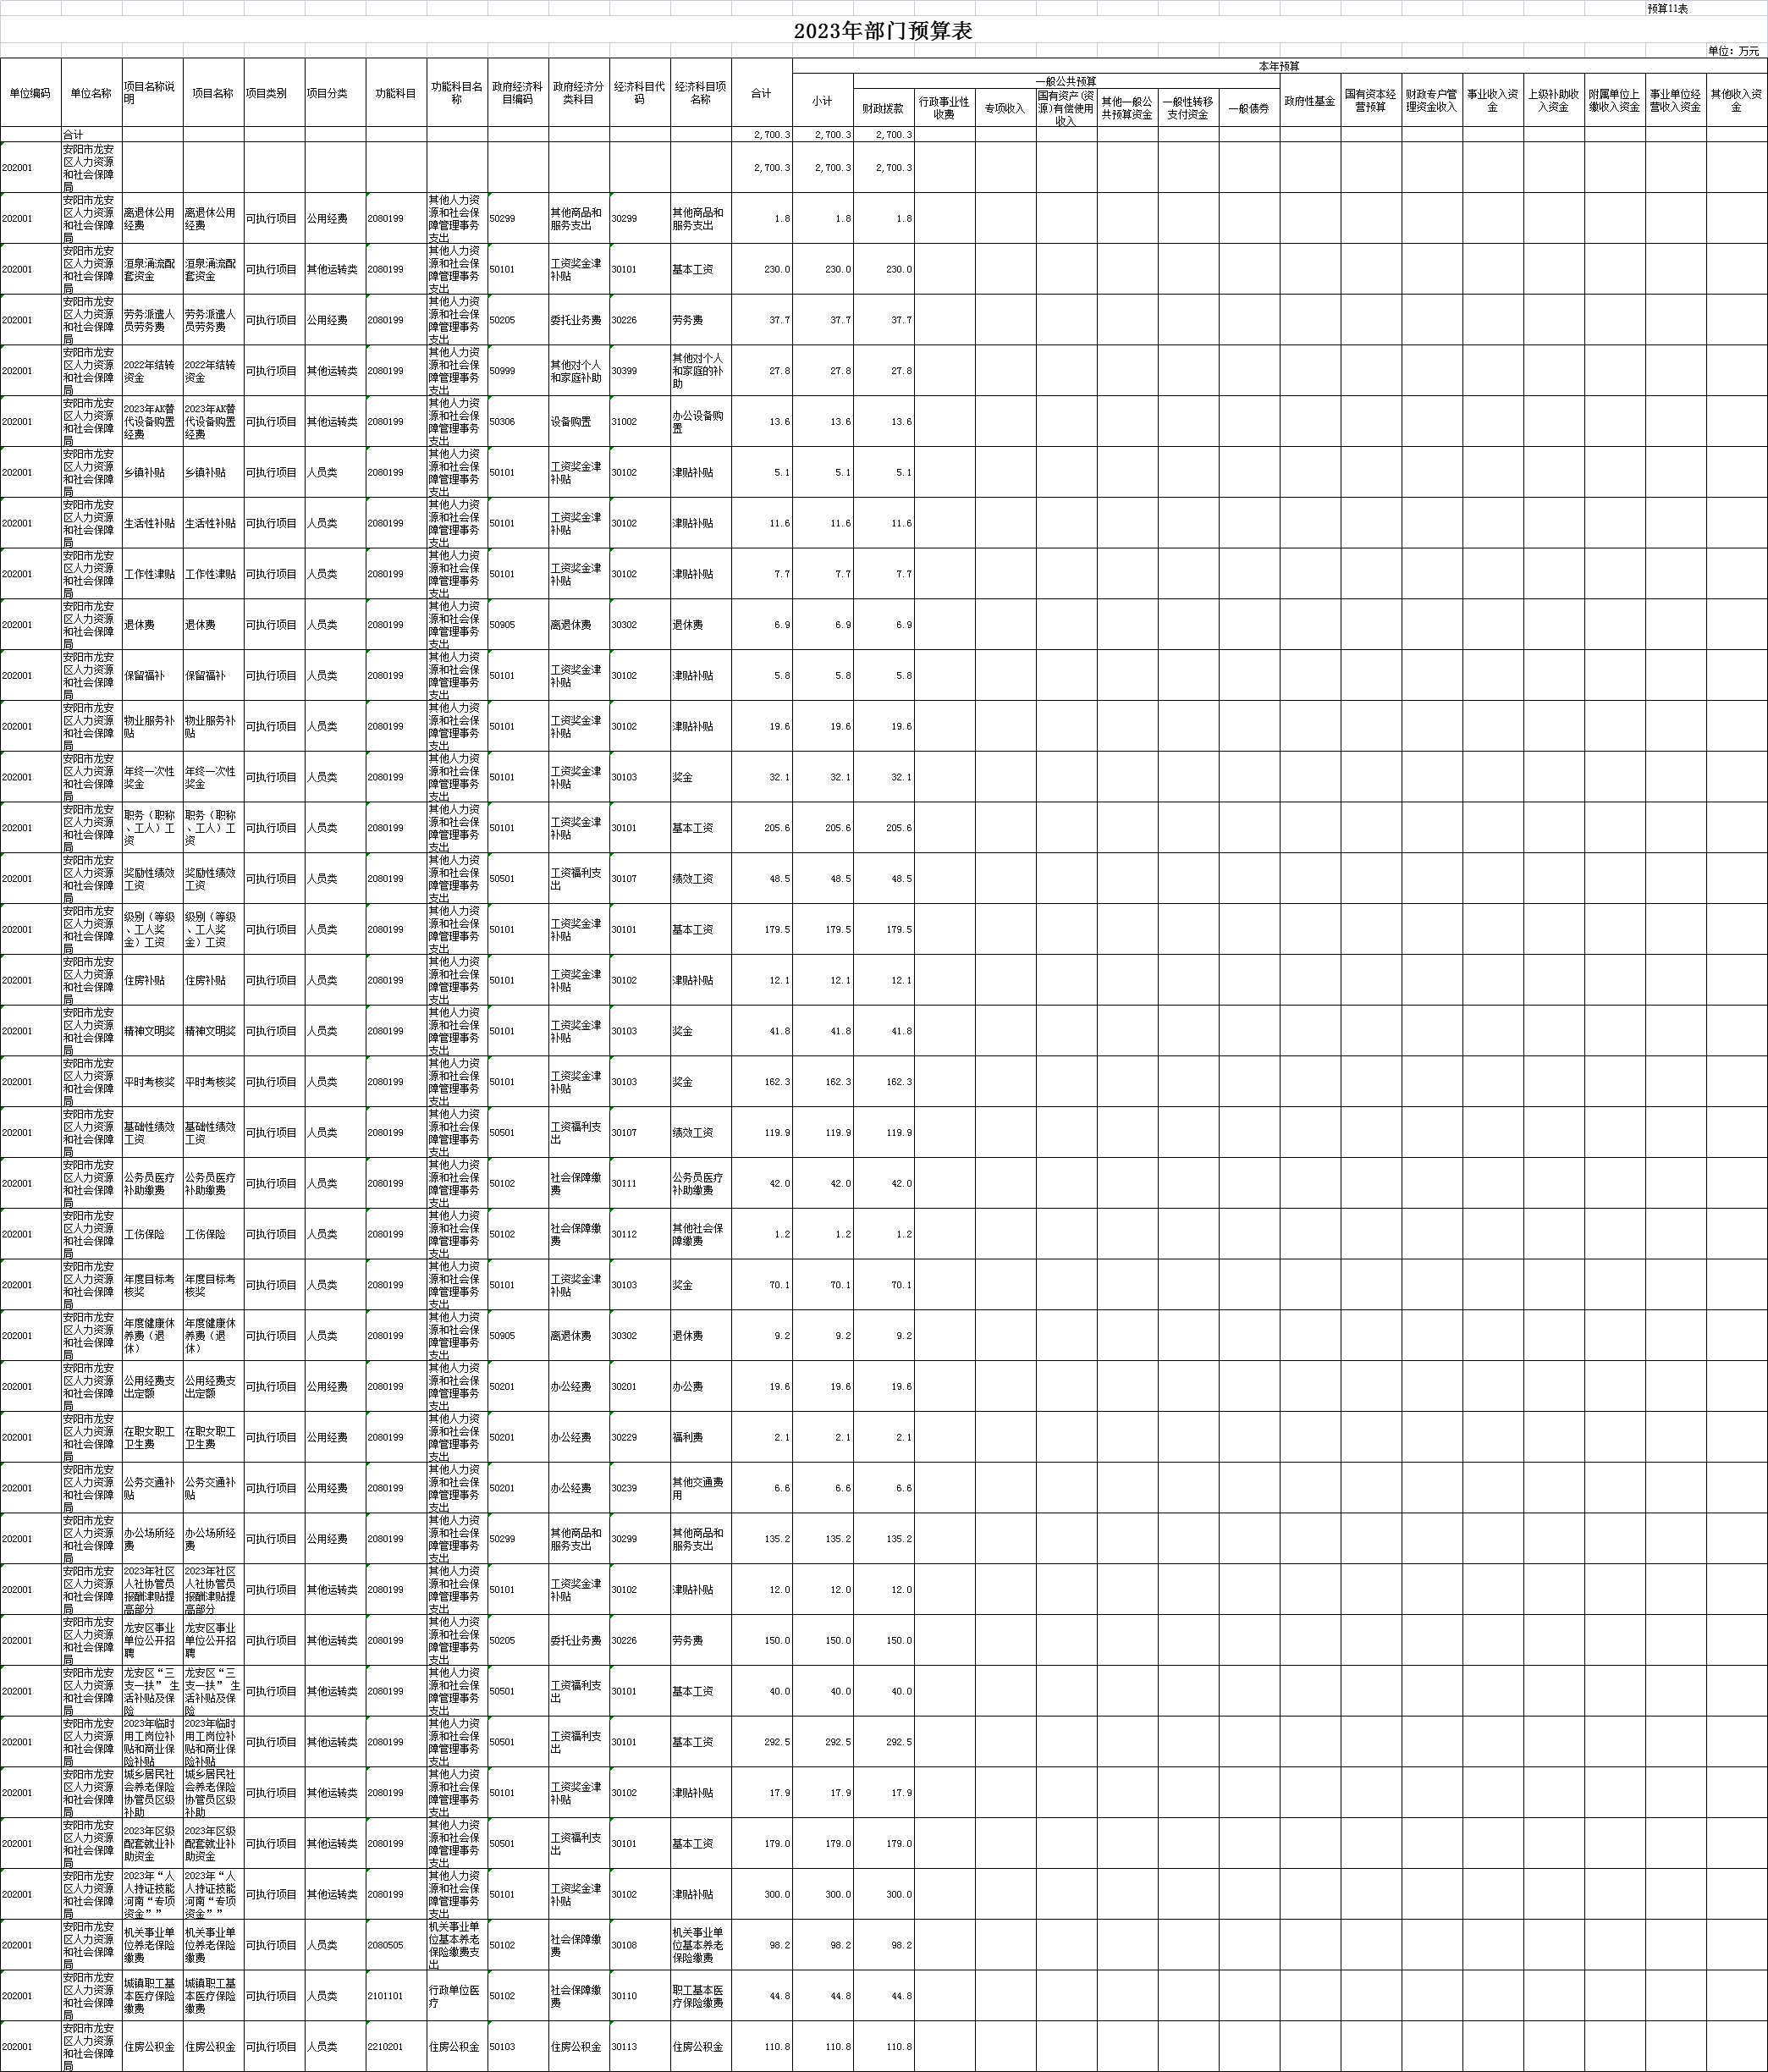 预算11表
2023年部门预算表
单位：万元
单位编码 单位名称 项目名称说明 项目名称 项目类别 项目分类 功能科目 功能科目名称 政府经济科目编码 政府经济分类科目 经济科目代码 经济科目项名称 合计 本年预算
一般公共预算 政府性基金 国有资本经营预算 财政专户管理资金收入 事业收入资金 上级补助收入资金 附属单位上缴收入资金 事业单位经营收入资金 其他收入资金
小计 财政拨款 行政事业性收费 专项收入 国有资产(资源)有偿使用收入 其他一般公共预算资金 一般性转移支付资金 一般债券
合计 2,700.3 2,700.3 2,700.3
202001 安阳市龙安区人力资源和社会保障局 2,700.3 2,700.3 2,700.3
202001 安阳市龙安区人力资源和社会保障局 离退休公用经费 离退休公用经费 可执行项目 公用经费 2080199 其他人力资源和社会保障管理事务支出 50299 其他商品和服务支出 30299 其他商品和服务支出 1.8 1.8 1.8
202001 安阳市龙安区人力资源和社会保障局 洹泉涌流配套资金 洹泉涌流配套资金 可执行项目 其他运转类 2080199 其他人力资源和社会保障管理事务支出 50101 工资奖金津补贴 30101 基本工资 230.0 230.0 230.0
202001 安阳市龙安区人力资源和社会保障局 劳务派遣人员劳务费 劳务派遣人员劳务费 可执行项目 公用经费 2080199 其他人力资源和社会保障管理事务支出 50205 委托业务费 30226 劳务费 37.7 37.7 37.7
202001 安阳市龙安区人力资源和社会保障局 2022年结转资金 2022年结转资金 可执行项目 其他运转类 2080199 其他人力资源和社会保障管理事务支出 50999 其他对个人和家庭补助 30399 其他对个人和家庭的补助 27.8 27.8 27.8
202001 安阳市龙安区人力资源和社会保障局 2023年AK替代设备购置经费 2023年AK替代设备购置经费 可执行项目 其他运转类 2080199 其他人力资源和社会保障管理事务支出 50306 设备购置 31002 办公设备购置 13.6 13.6 13.6
202001 安阳市龙安区人力资源和社会保障局 乡镇补贴 乡镇补贴 可执行项目 人员类 2080199 其他人力资源和社会保障管理事务支出 50101 工资奖金津补贴 30102 津贴补贴 5.1 5.1 5.1
202001 安阳市龙安区人力资源和社会保障局 生活性补贴 生活性补贴 可执行项目 人员类 2080199 其他人力资源和社会保障管理事务支出 50101 工资奖金津补贴 30102 津贴补贴 11.6 11.6 11.6
202001 安阳市龙安区人力资源和社会保障局 工作性津贴 工作性津贴 可执行项目 人员类 2080199 其他人力资源和社会保障管理事务支出 50101 工资奖金津补贴 30102 津贴补贴 7.7 7.7 7.7
202001 安阳市龙安区人力资源和社会保障局 退休费 退休费 可执行项目 人员类 2080199 其他人力资源和社会保障管理事务支出 50905 离退休费 30302 退休费 6.9 6.9 6.9
202001 安阳市龙安区人力资源和社会保障局 保留福补 保留福补 可执行项目 人员类 2080199 其他人力资源和社会保障管理事务支出 50101 工资奖金津补贴 30102 津贴补贴 5.8 5.8 5.8
202001 安阳市龙安区人力资源和社会保障局 物业服务补贴 物业服务补贴 可执行项目 人员类 2080199 其他人力资源和社会保障管理事务支出 50101 工资奖金津补贴 30102 津贴补贴 19.6 19.6 19.6
202001 安阳市龙安区人力资源和社会保障局 年终一次性奖金 年终一次性奖金 可执行项目 人员类 2080199 其他人力资源和社会保障管理事务支出 50101 工资奖金津补贴 30103 奖金 32.1 32.1 32.1
202001 安阳市龙安区人力资源和社会保障局 职务（职称、工人）工资 职务（职称、工人）工资 可执行项目 人员类 2080199 其他人力资源和社会保障管理事务支出 50101 工资奖金津补贴 30101 基本工资 205.6 205.6 205.6
202001 安阳市龙安区人力资源和社会保障局 奖励性绩效工资 奖励性绩效工资 可执行项目 人员类 2080199 其他人力资源和社会保障管理事务支出 50501 工资福利支出 30107 绩效工资 48.5 48.5 48.5
202001 安阳市龙安区人力资源和社会保障局 级别（等级、工人奖金）工资 级别（等级、工人奖金）工资 可执行项目 人员类 2080199 其他人力资源和社会保障管理事务支出 50101 工资奖金津补贴 30101 基本工资 179.5 179.5 179.5
202001 安阳市龙安区人力资源和社会保障局 住房补贴 住房补贴 可执行项目 人员类 2080199 其他人力资源和社会保障管理事务支出 50101 工资奖金津补贴 30102 津贴补贴 12.1 12.1 12.1
202001 安阳市龙安区人力资源和社会保障局 精神文明奖 精神文明奖 可执行项目 人员类 2080199 其他人力资源和社会保障管理事务支出 50101 工资奖金津补贴 30103 奖金 41.8 41.8 41.8
202001 安阳市龙安区人力资源和社会保障局 平时考核奖 平时考核奖 可执行项目 人员类 2080199 其他人力资源和社会保障管理事务支出 50101 工资奖金津补贴 30103 奖金 162.3 162.3 162.3
202001 安阳市龙安区人力资源和社会保障局 基础性绩效工资 基础性绩效工资 可执行项目 人员类 2080199 其他人力资源和社会保障管理事务支出 50501 工资福利支出 30107 绩效工资 119.9 119.9 119.9
202001 安阳市龙安区人力资源和社会保障局 公务员医疗补助缴费 公务员医疗补助缴费 可执行项目 人员类 2080199 其他人力资源和社会保障管理事务支出 50102 社会保障缴费 30111 公务员医疗补助缴费 42.0 42.0 42.0
202001 安阳市龙安区人力资源和社会保障局 工伤保险 工伤保险 可执行项目 人员类 2080199 其他人力资源和社会保障管理事务支出 50102 社会保障缴费 30112 其他社会保障缴费 1.2 1.2 1.2
202001 安阳市龙安区人力资源和社会保障局 年度目标考核奖 年度目标考核奖 可执行项目 人员类 2080199 其他人力资源和社会保障管理事务支出 50101 工资奖金津补贴 30103 奖金 70.1 70.1 70.1
202001 安阳市龙安区人力资源和社会保障局 年度健康休养费（退休） 年度健康休养费（退休） 可执行项目 人员类 2080199 其他人力资源和社会保障管理事务支出 50905 离退休费 30302 退休费 9.2 9.2 9.2
202001 安阳市龙安区人力资源和社会保障局 公用经费支出定额 公用经费支出定额 可执行项目 公用经费 2080199 其他人力资源和社会保障管理事务支出 50201 办公经费 30201 办公费 19.6 19.6 19.6
202001 安阳市龙安区人力资源和社会保障局 在职女职工卫生费 在职女职工卫生费 可执行项目 公用经费 2080199 其他人力资源和社会保障管理事务支出 50201 办公经费 30229 福利费 2.1 2.1 2.1
202001 安阳市龙安区人力资源和社会保障局 公务交通补贴 公务交通补贴 可执行项目 公用经费 2080199 其他人力资源和社会保障管理事务支出 50201 办公经费 30239 其他交通费用 6.6 6.6 6.6
202001 安阳市龙安区人力资源和社会保障局 办公场所经费 办公场所经费 可执行项目 公用经费 2080199 其他人力资源和社会保障管理事务支出 50299 其他商品和服务支出 30299 其他商品和服务支出 135.2 135.2 135.2
202001 安阳市龙安区人力资源和社会保障局 2023年社区人社协管员报酬津贴提高部分 2023年社区人社协管员报酬津贴提高部分 可执行项目 其他运转类 2080199 其他人力资源和社会保障管理事务支出 50101 工资奖金津补贴 30102 津贴补贴 12.0 12.0 12.0
202001 安阳市龙安区人力资源和社会保障局 龙安区事业单位公开招聘 龙安区事业单位公开招聘 可执行项目 其他运转类 2080199 其他人力资源和社会保障管理事务支出 50205 委托业务费 30226 劳务费 150.0 150.0 150.0
202001 安阳市龙安区人力资源和社会保障局 龙安区“三支一扶”生活补贴及保险 龙安区“三支一扶”生活补贴及保险 可执行项目 其他运转类 2080199 其他人力资源和社会保障管理事务支出 50501 工资福利支出 30101 基本工资 40.0 40.0 40.0
202001 安阳市龙安区人力资源和社会保障局 2023年临时用工岗位补贴和商业保险补贴 2023年临时用工岗位补贴和商业保险补贴 可执行项目 其他运转类 2080199 其他人力资源和社会保障管理事务支出 50501 工资福利支出 30101 基本工资 292.5 292.5 292.5
202001 安阳市龙安区人力资源和社会保障局 城乡居民社会养老保险协管员区级补助 城乡居民社会养老保险协管员区级补助 可执行项目 其他运转类 2080199 其他人力资源和社会保障管理事务支出 50101 工资奖金津补贴 30102 津贴补贴 17.9 17.9 17.9
202001 安阳市龙安区人力资源和社会保障局 2023年区级配套就业补助资金 2023年区级配套就业补助资金 可执行项目 其他运转类 2080199 其他人力资源和社会保障管理事务支出 50501 工资福利支出 30101 基本工资 179.0 179.0 179.0
202001 安阳市龙安区人力资源和社会保障局 2023年“人人持证技能河南“专项资金”” 2023年“人人持证技能河南“专项资金”” 可执行项目 其他运转类 2080199 其他人力资源和社会保障管理事务支出 50101 工资奖金津补贴 30102 津贴补贴 300.0 300.0 300.0
202001 安阳市龙安区人力资源和社会保障局 机关事业单位养老保险缴费 机关事业单位养老保险缴费 可执行项目 人员类 2080505 机关事业单位基本养老保险缴费支出 50102 社会保障缴费 30108 机关事业单位基本养老保险缴费 98.2 98.2 98.2
202001 安阳市龙安区人力资源和社会保障局 城镇职工基本医疗保险缴费 城镇职工基本医疗保险缴费 可执行项目 人员类 2101101 行政单位医疗 50102 社会保障缴费 30110 职工基本医疗保险缴费 44.8 44.8 44.8
202001 安阳市龙安区人力资源和社会保障局 住房公积金 住房公积金 可执行项目 人员类 2210201 住房公积金 50103 住房公积金 30113 住房公积金 110.8 110.8 110.8